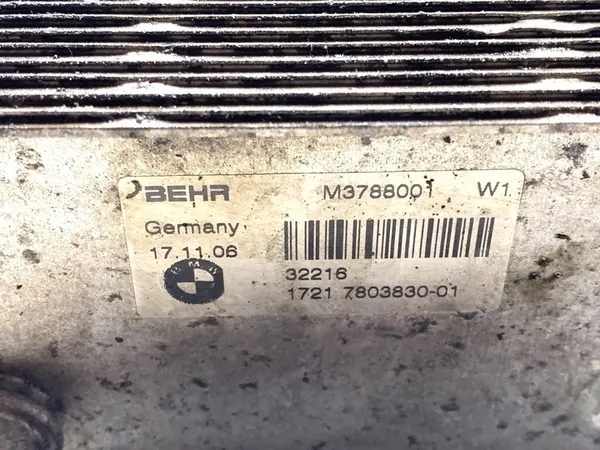 BEHR M3788001 W1
Germany
17.11.06
BMW
32216
1721 7803830-01